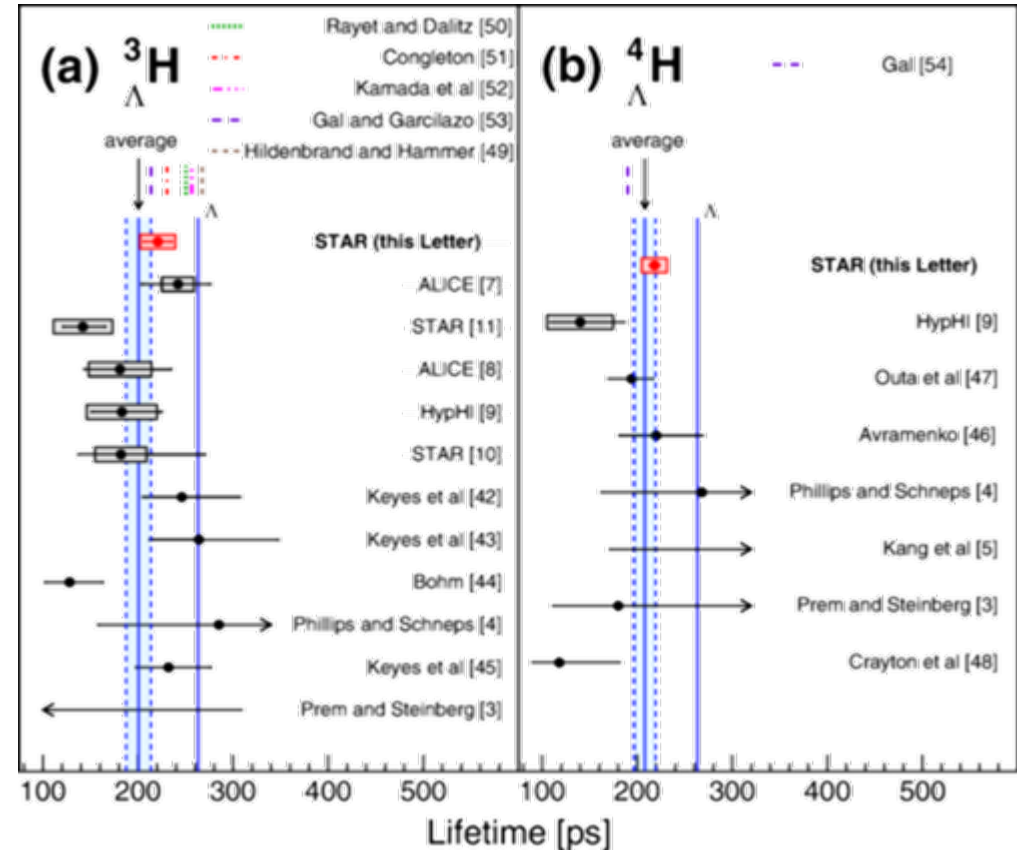 (a) ³ΛH
Rayet and Dalitz [50]
Congleton [51]
Kamada et al [52]
Gal and Garcilazo [53]
Hildenbrand and Hammer [49]
average
Λ
STAR (this Letter)
ALICE [7]
STAR [11]
ALICE [8]
HypHI [9]
STAR [10]
Keyes et al [42]
Keyes et al [43]
Bohm [44]
Phillips and Schneps [4]
Keyes et al [45]
Prem and Steinberg [3]
100 200 300 400 500
(b) ⁴ΛH
Gal [54]
average
Λ
STAR (this Letter)
HypHI [9]
Outa et al [47]
Avramenko [46]
Phillips and Schneps [4]
Kang et al [5]
Prem and Steinberg [3]
Crayton et al [48]
100 200 300 400 500
Lifetime [ps]